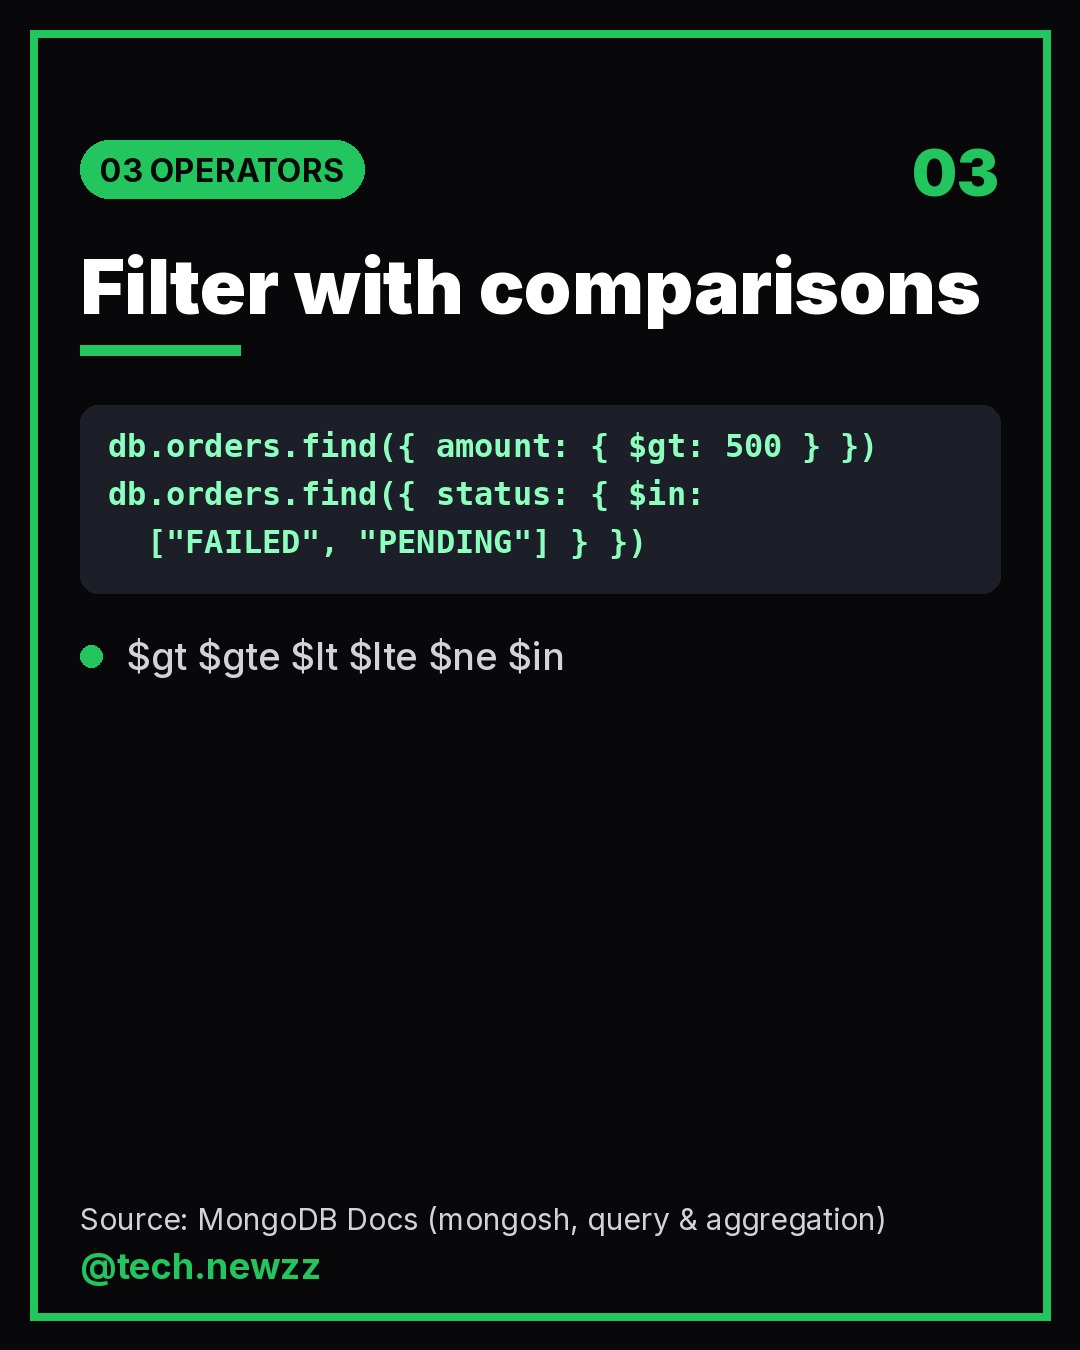 03 OPERATORS
03
Filter with comparisons
db.orders.find({ amount: { $gt: 500 } })
db.orders.find({ status: { $in:
  ["FAILED", "PENDING"] } })
$gt $gte $lt $lte $ne $in
Source: MongoDB Docs (mongosh, query & aggregation)
@tech.newzz